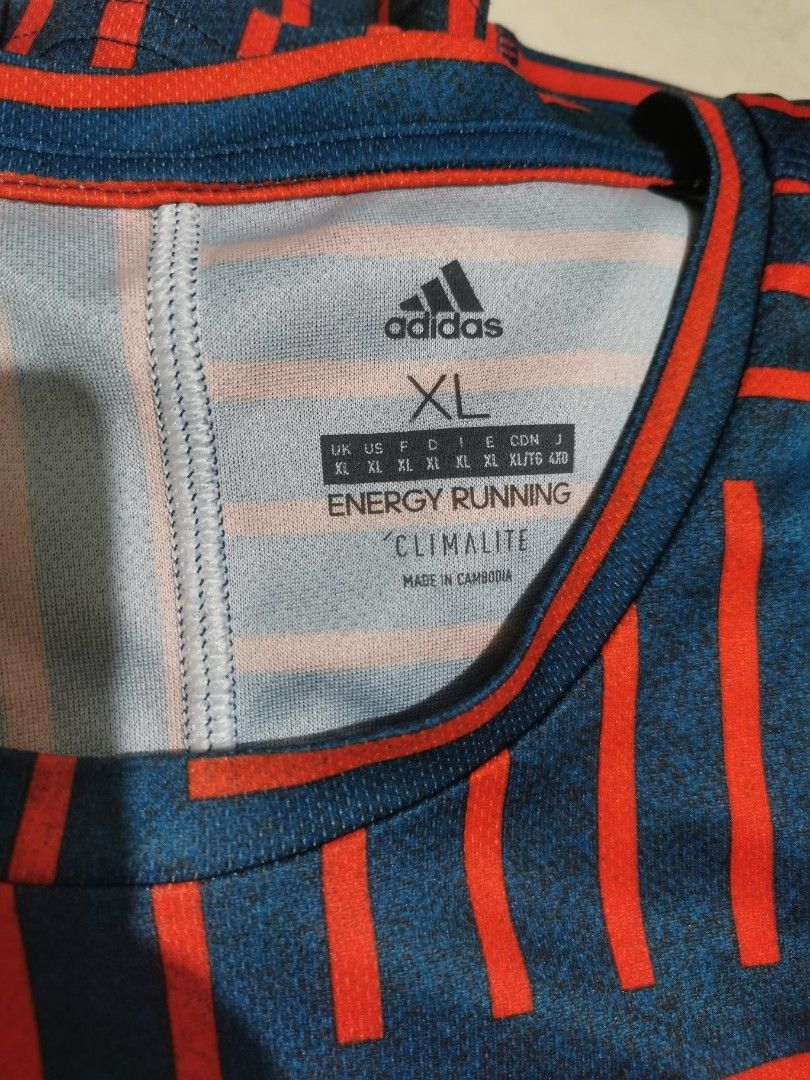 adidas
XL
UK US F D I E CDN J
XL XL XL XL XL XL XL/TG 4XO
ENERGY RUNNING
CLIMALITE
MADE IN CAMBODIA